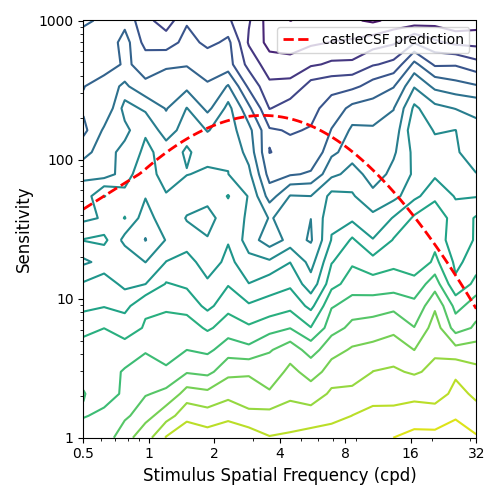 castleCSF prediction
1000
100
10
1
Sensitivity
0.5 1 2 4 8 16 32
Stimulus Spatial Frequency (cpd)